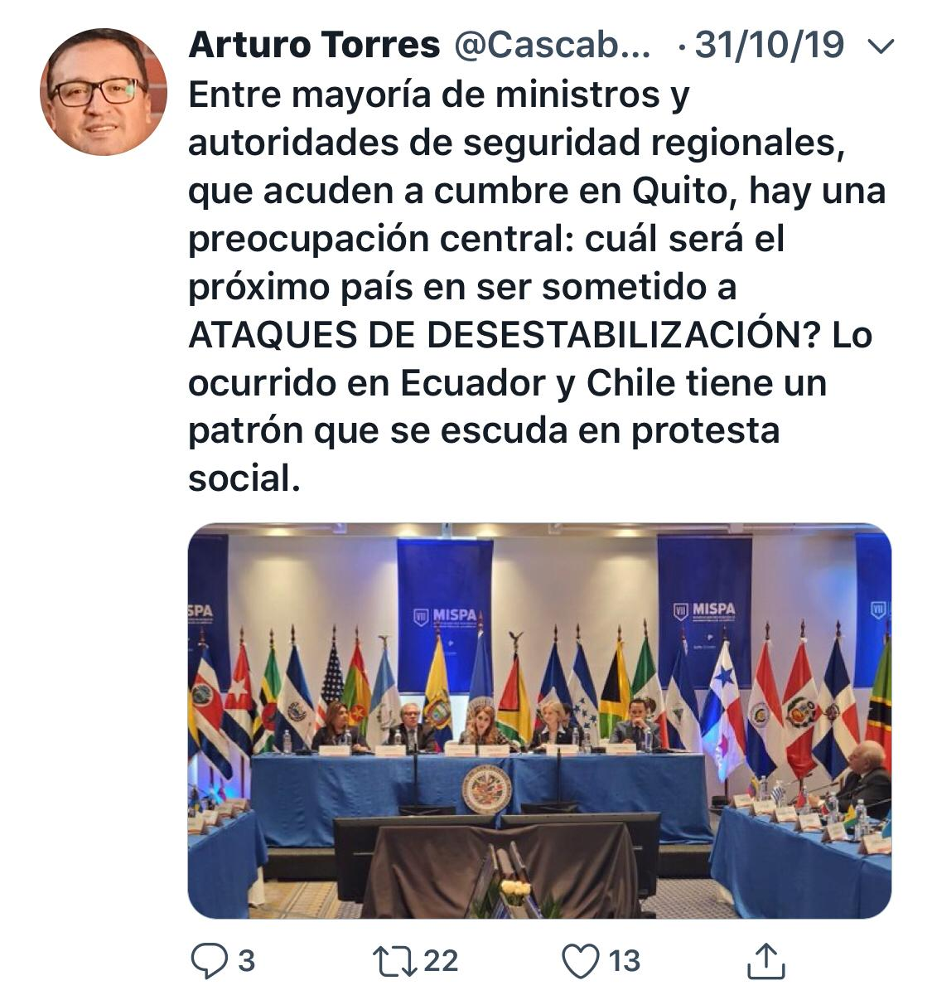 Arturo Torres @Cascab... · 31/10/19
Entre mayoría de ministros y
autoridades de seguridad regionales,
que acuden a cumbre en Quito, hay una
preocupación central: cuál será el
próximo país en ser sometido a
ATAQUES DE DESESTABILIZACIÓN? Lo
ocurrido en Ecuador y Chile tiene un
patrón que se escuda en protesta
social.
SPA
VII MISPA
VII MISPA
VII
3 22 13